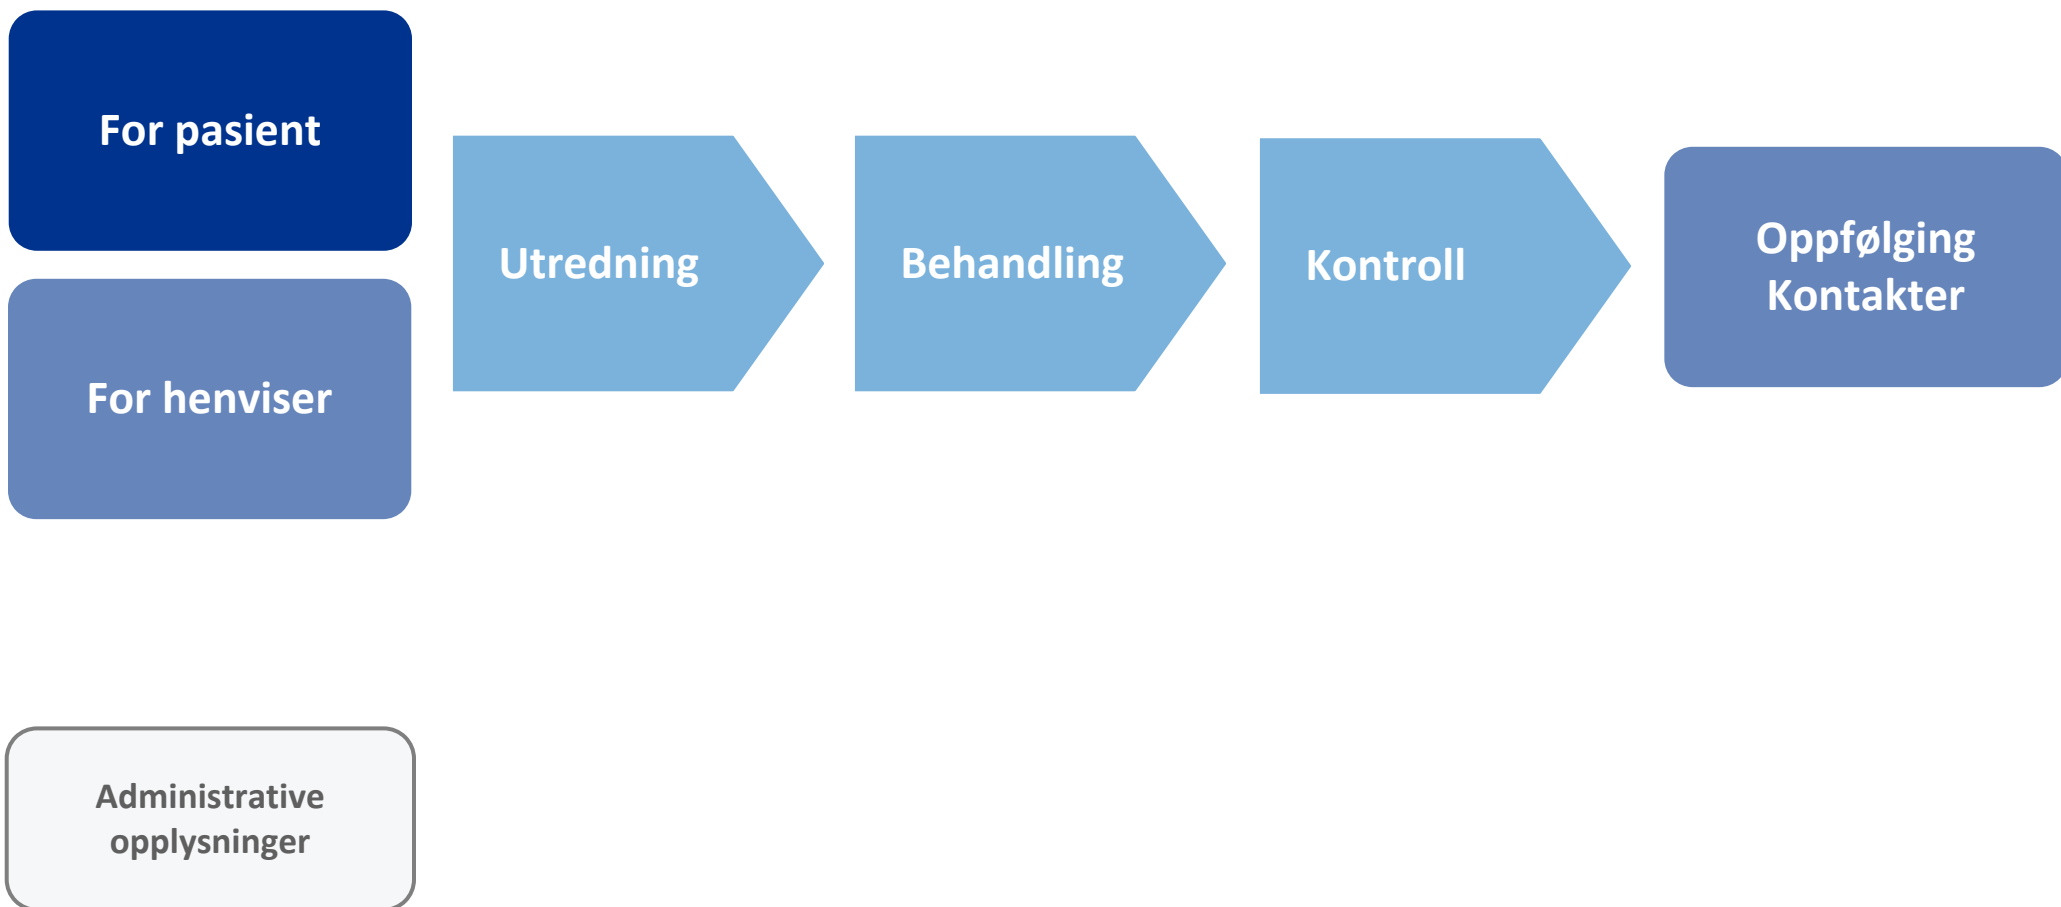 For pasient
For henviser
Utredning
Behandling
Kontroll
Oppfølging
Kontakter
Administrative
opplysninger